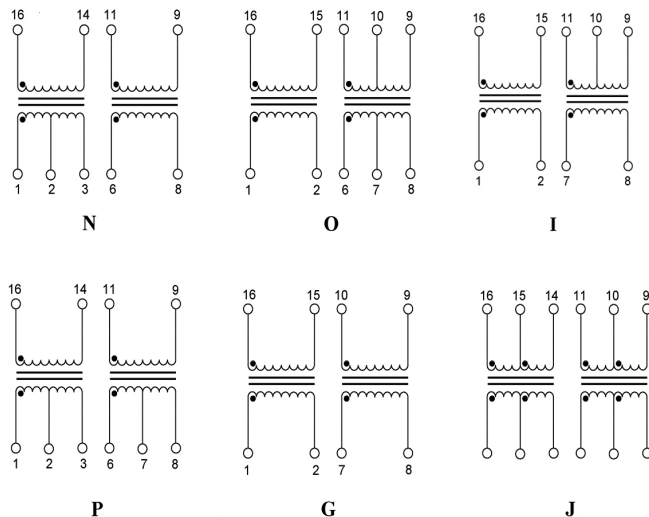 16 14 11 9
1 2 3 6 8
N
16 15 11 10 9
1 2 6 7 8
O
16 15 11 10 9
1 2 7 8
I
16 14 11 9
1 2 3 6 7 8
P
16 15 10 9
1 2 7 8
G
16 15 14 11 10 9
J